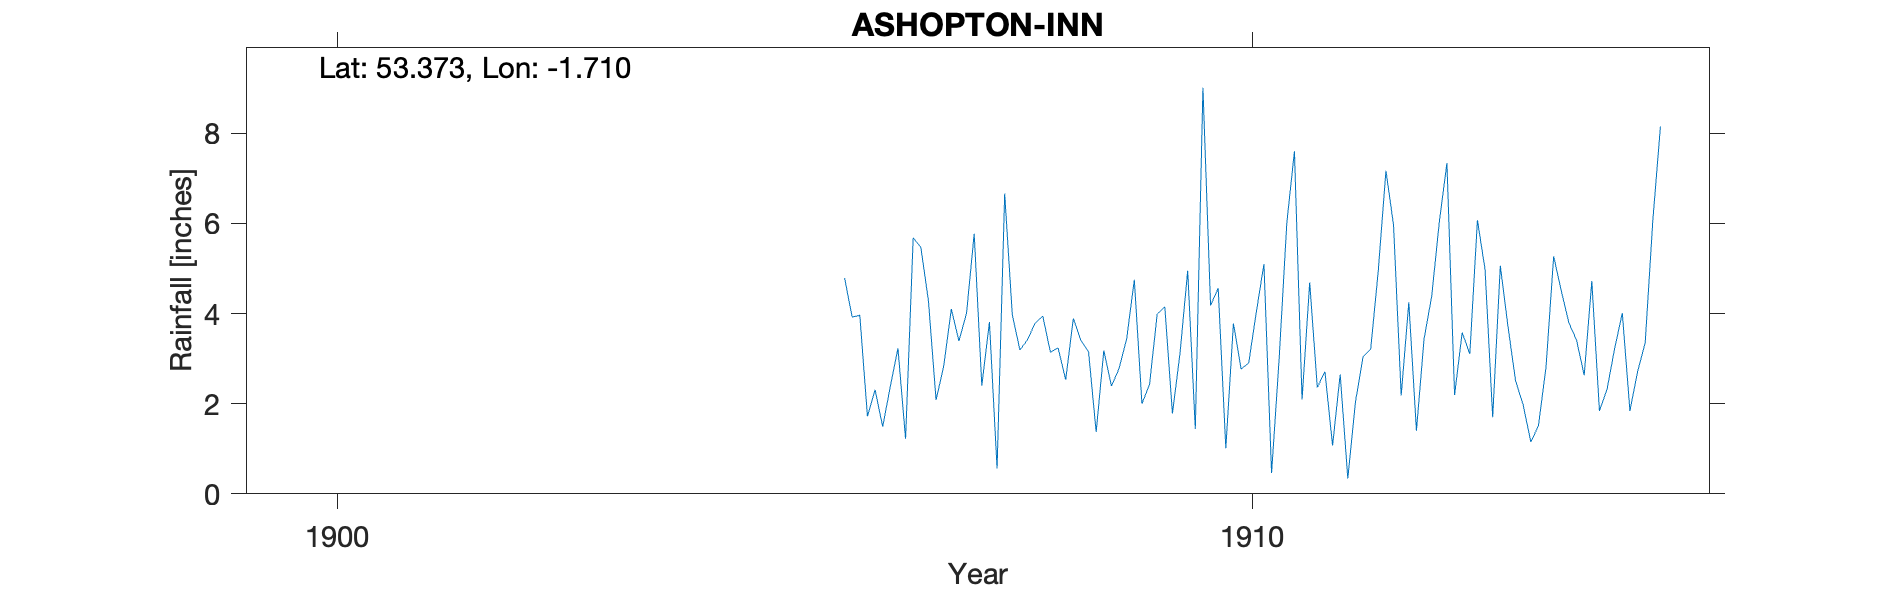 ASHOPTON-INN
Lat: 53.373, Lon: -1.710
8
6
4
2
0
Rainfall [inches]
1900
1910
Year